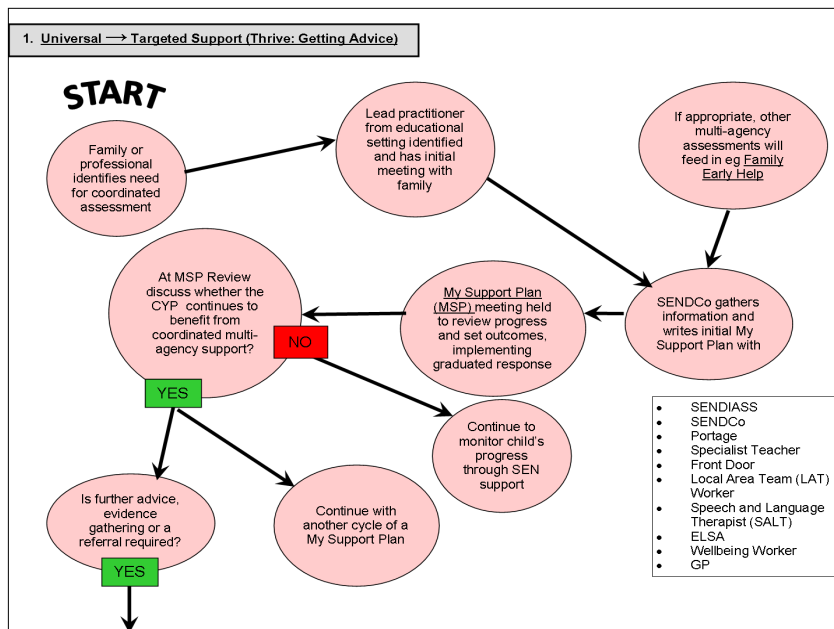 1. Universal → Targeted Support (Thrive: Getting Advice)
START
Family or
professional
identifies need
for coordinated
assessment
Lead practitioner
from educational
setting identified
and has initial
meeting with
family
If appropriate, other
multi-agency
assessments will
feed in eg Family
Early Help
SENDCo gathers
information and
writes initial My
Support Plan with
My Support Plan
(MSP) meeting held
to review progress
and set outcomes,
implementing
graduated response
At MSP Review
discuss whether the
CYP continues to
benefit from
coordinated multi-
agency support?
NO
YES
Continue to
monitor child's
progress
through SEN
support
Continue with
another cycle of a
My Support Plan
Is further advice,
evidence
gathering or a
referral required?
YES
• SENDIASS
• SENDCo
• Portage
• Specialist Teacher
• Front Door
• Local Area Team (LAT)
Worker
• Speech and Language
Therapist (SALT)
• ELSA
• Wellbeing Worker
• GP